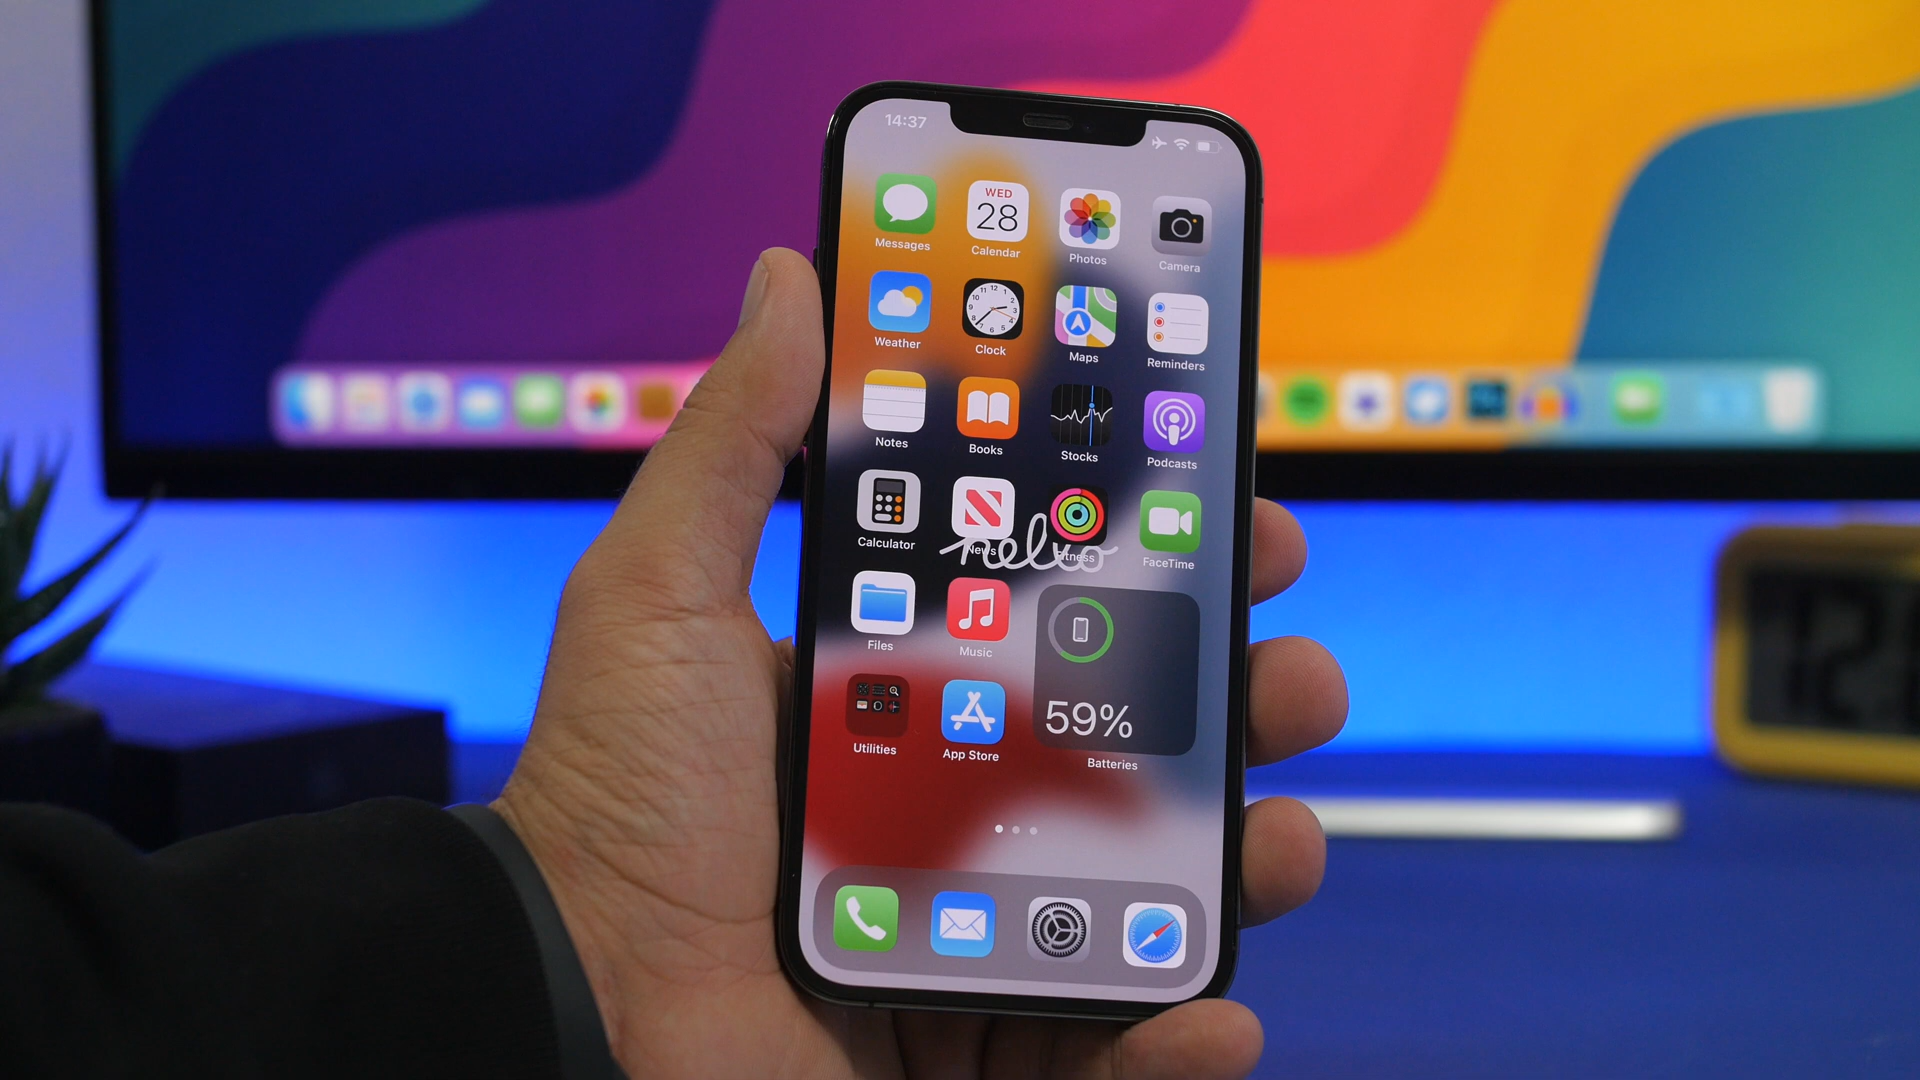 14:37
WED
28
Messages
Calendar
Photos
Camera
Weather
Clock
Maps
Reminders
Notes
Books
Stocks
Podcasts
Calculator
News
Fitness
FaceTime
hello
Files
Music
59%
Utilities
App Store
Batteries